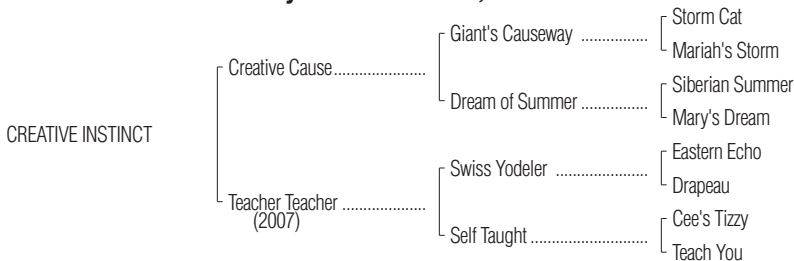 Storm Cat
Giant's Causeway ................
Mariah's Storm
Creative Cause......................
Siberian Summer
Dream of Summer ................
Mary's Dream
CREATIVE INSTINCT
Eastern Echo
Swiss Yodeler ......................
Drapeau
Teacher Teacher ....................
(2007)
Cee's Tizzy
Self Taught............................
Teach You